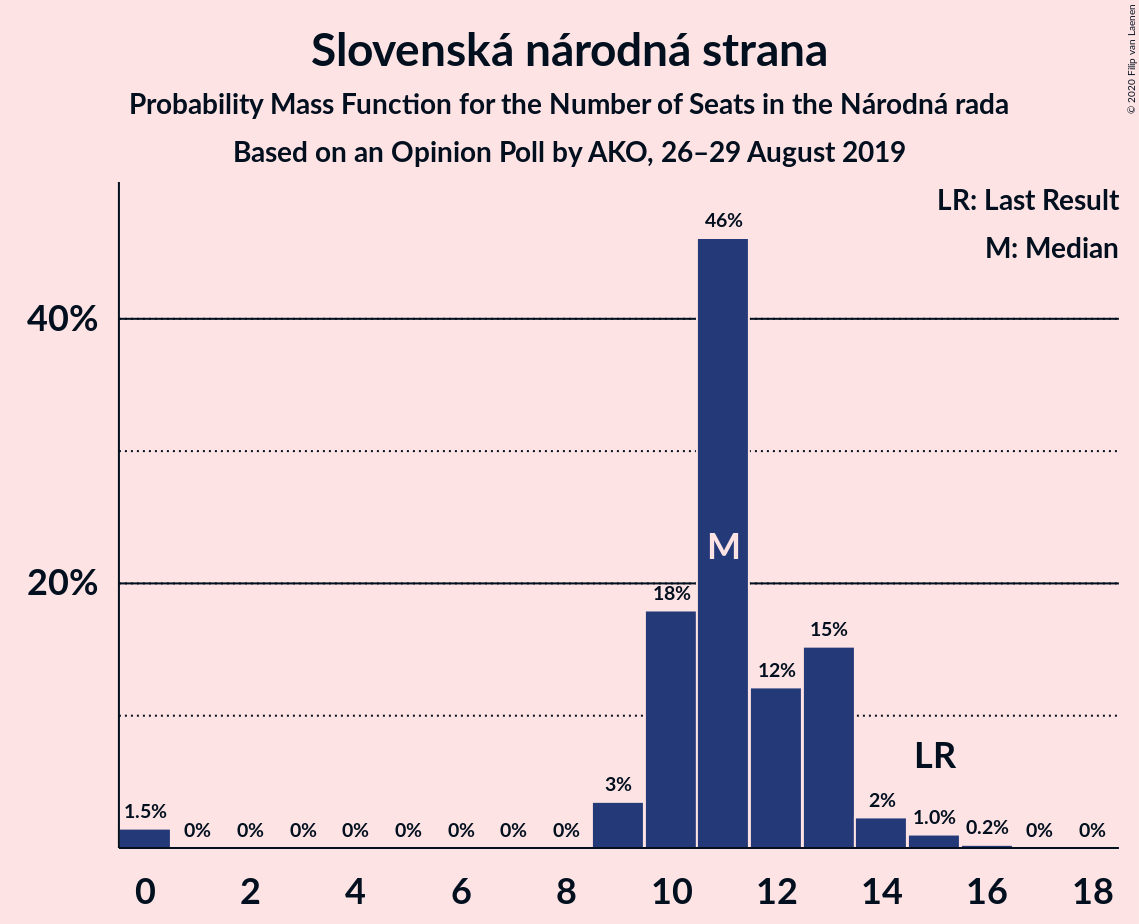 Slovenská národná strana
Probability Mass Function for the Number of Seats in the Národná rada
Based on an Opinion Poll by AKO, 26–29 August 2019
© 2020 Filip van Laenen
LR: Last Result
M: Median
40%
20%
1.5% 0% 0% 0% 0% 0% 0% 0% 0% 3% 18% 46% 12% 15% 2% 1.0% 0.2% 0% 0%
M
LR
0 2 4 6 8 10 12 14 16 18